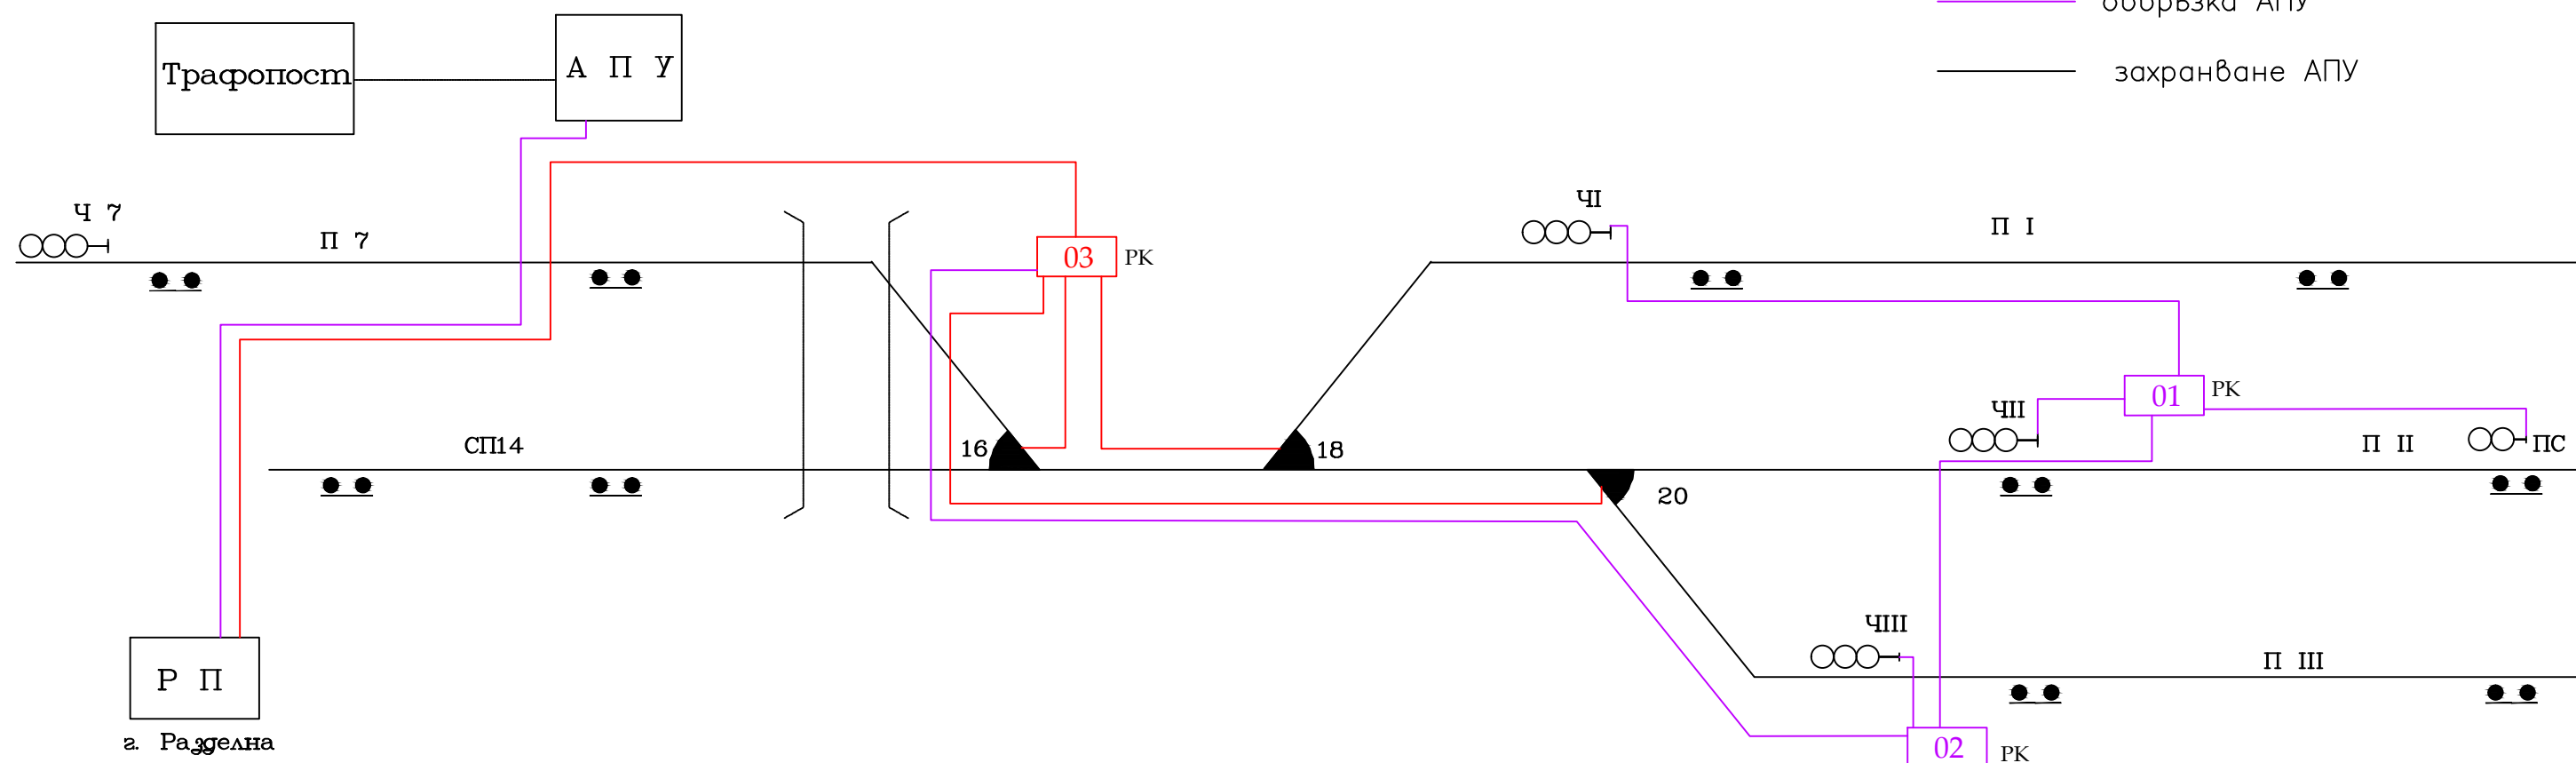 обвръзка АПУ
Трафопост
А П У
захранване АПУ
Ч 7
П 7
ЧI
П I
03
РК
01
РК
ЧII
П II
ПС
СП14
16
18
20
ЧIII
П III
Р П
г. Разделна
02
РК